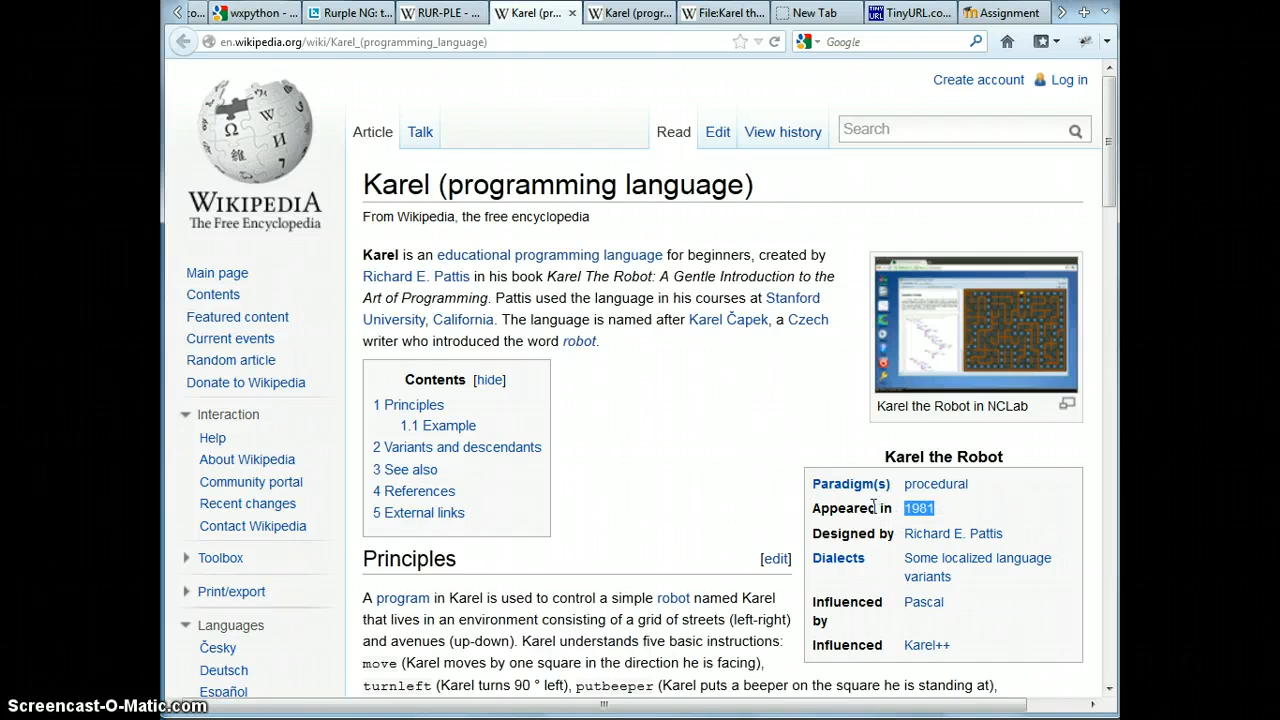 to...
wxpython - ...
Rurple NG: t...
RUR-PLE - ...
Karel (pr...
Karel (progr...
File:Karel th...
New Tab
TinyURL.co...
Assignment
en.wikipedia.org/wiki/Karel_(programming_language)
Google
Create account
Log in
Article
Talk
Read
Edit
View history
Search
WIKIPEDIA
The Free Encyclopedia
Main page
Contents
Featured content
Current events
Random article
Donate to Wikipedia
Interaction
Help
About Wikipedia
Community portal
Recent changes
Contact Wikipedia
Toolbox
Print/export
Languages
Česky
Deutsch
Español
Karel (programming language)
From Wikipedia, the free encyclopedia
Karel is an educational programming language for beginners, created by
Richard E. Pattis in his book Karel The Robot: A Gentle Introduction to the
Art of Programming. Pattis used the language in his courses at Stanford
University, California. The language is named after Karel Čapek, a Czech
writer who introduced the word robot.
Contents [hide]
1 Principles
1.1 Example
2 Variants and descendants
3 See also
4 References
5 External links
Karel the Robot in NCLab
Karel the Robot
Paradigm(s) procedural
Appeared in 1981
Designed by Richard E. Pattis
Dialects Some localized language
variants
Influenced Pascal
by
Influenced Karel++
Principles [edit]
A program in Karel is used to control a simple robot named Karel
that lives in an environment consisting of a grid of streets (left-right)
and avenues (up-down). Karel understands five basic instructions:
move (Karel moves by one square in the direction he is facing),
turnleft (Karel turns 90 ° left), putbeeper (Karel puts a beeper on the square he is standing at),
Screencast-O-Matic.com